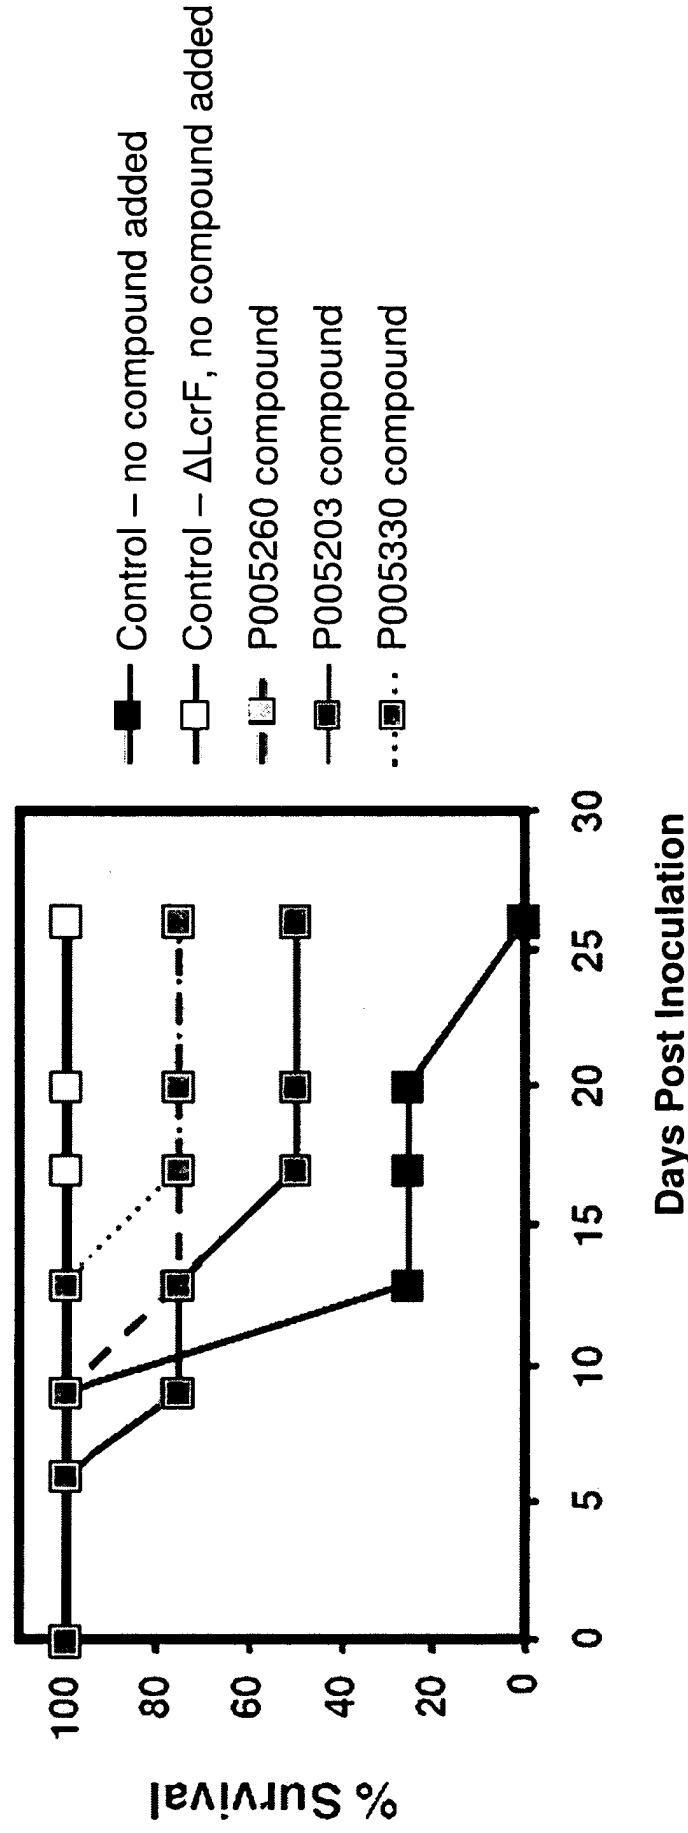 % Survival
100
80
60
40
20
0
0 5 10 15 20 25 30
Days Post Inoculation
Control – no compound added
Control – ΔLcrF, no compound added
P005260 compound
P005203 compound
P005330 compound